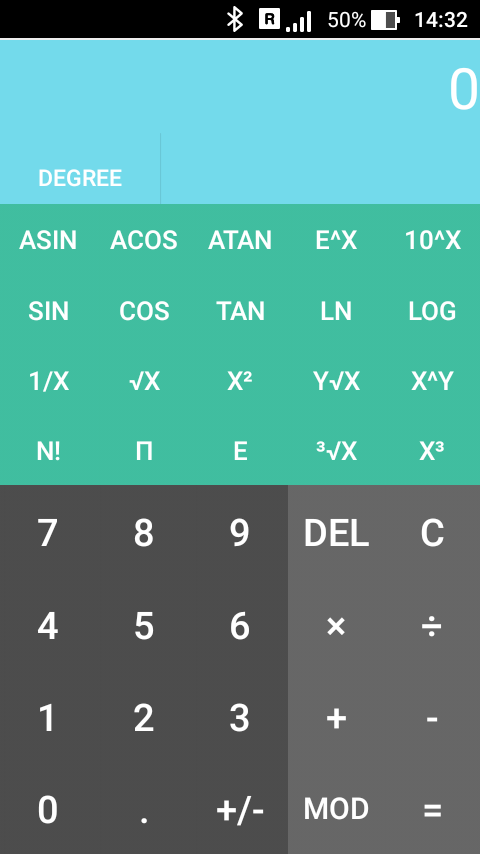 R 50% 14:32
0
DEGREE
ASIN ACOS ATAN E^X 10^X
SIN COS TAN LN LOG
1/X √X X² Y√X X^Y
N! Π E ³√X X³
7 8 9 DEL C
4 5 6 × ÷
1 2 3 + -
0 . +/- MOD =